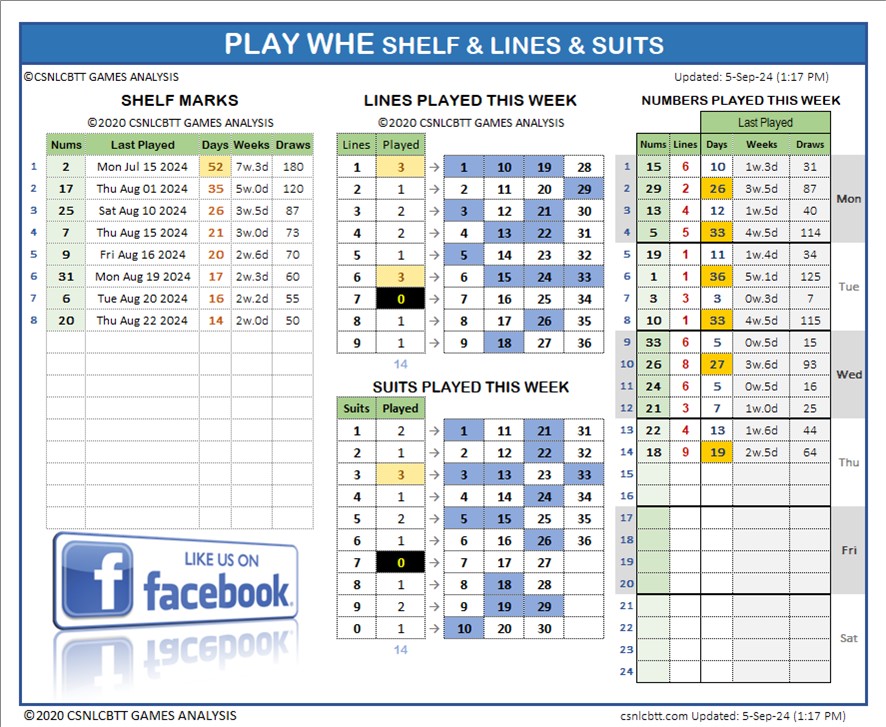 PLAY WHE SHELF & LINES & SUITS
©CSNLCBTT GAMES ANALYSIS
Updated: 5-Sep-24 (1:17 PM)
SHELF MARKS
©2020 CSNLCBTT GAMES ANALYSIS
Nums Last Played Days Weeks Draws
1 2 Mon Jul 15 2024 52 7w.3d 180
2 17 Thu Aug 01 2024 35 5w.0d 120
3 25 Sat Aug 10 2024 26 3w.5d 87
4 7 Thu Aug 15 2024 21 3w.0d 73
5 9 Fri Aug 16 2024 20 2w.6d 70
6 31 Mon Aug 19 2024 17 2w.3d 60
7 6 Tue Aug 20 2024 16 2w.2d 55
8 20 Thu Aug 22 2024 14 2w.0d 50
LIKE US ON
f facebook.
LINES PLAYED THIS WEEK
©2020 CSNLCBTT GAMES ANALYSIS
Lines Played
1 3 → 1 10 19 28
2 1 → 2 11 20 29
3 2 → 3 12 21 30
4 2 → 4 13 22 31
5 1 → 5 14 23 32
6 3 → 6 15 24 33
7 0 → 7 16 25 34
8 1 → 8 17 26 35
9 1 → 9 18 27 36
14
SUITS PLAYED THIS WEEK
Suits Played
1 2 → 1 11 21 31
2 1 → 2 12 22 32
3 3 → 3 13 23 33
4 1 → 4 14 24 34
5 2 → 5 15 25 35
6 1 → 6 16 26 36
7 0 → 7 17 27
8 1 → 8 18 28
9 2 → 9 19 29
0 1 → 10 20 30
14
NUMBERS PLAYED THIS WEEK
Last Played
Nums Lines Days Weeks Draws
1 15 6 10 1w.3d 31
2 29 2 26 3w.5d 87
Mon
3 13 4 12 1w.5d 40
4 5 5 33 4w.5d 114
5 19 1 11 1w.4d 34
6 1 1 36 5w.1d 125
Tue
7 3 3 3 0w.3d 7
8 10 1 33 4w.5d 115
9 33 6 5 0w.5d 15
10 26 8 27 3w.6d 93
Wed
11 24 6 5 0w.5d 16
12 21 3 7 1w.0d 25
13 22 4 13 1w.6d 44
14 18 9 19 2w.5d 64
Thu
15
16
17
18
Fri
19
20
21
22
Sat
23
24
©2020 CSNLCBTT GAMES ANALYSIS
csnlcbtt.com Updated: 5-Sep-24 (1:17 PM)